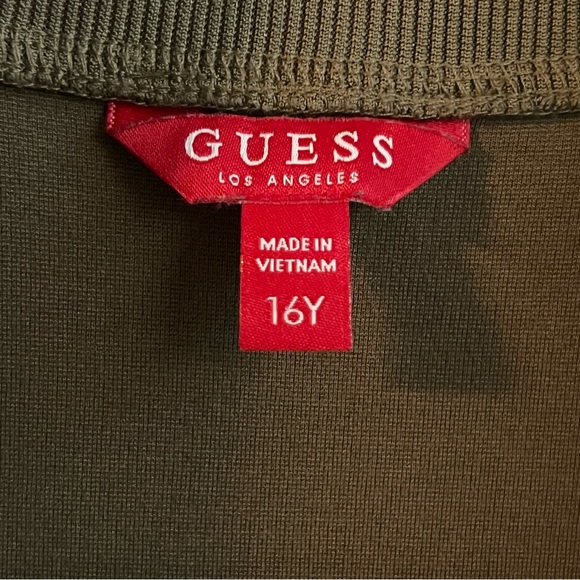 GUESS
LOS ANGELES
MADE IN
VIETNAM
16Y